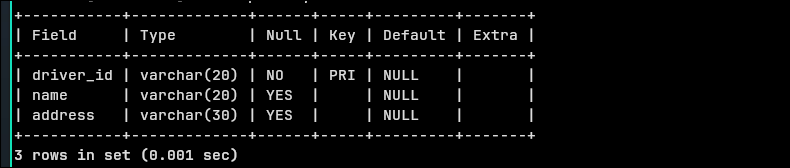 +-----------+-------------+------+-----+---------+-------+
| Field     | Type        | Null | Key | Default | Extra |
+-----------+-------------+------+-----+---------+-------+
| driver_id | varchar(20) | NO   | PRI | NULL    |       |
| name      | varchar(20) | YES  |     | NULL    |       |
| address   | varchar(30) | YES  |     | NULL    |       |
+-----------+-------------+------+-----+---------+-------+
3 rows in set (0.001 sec)